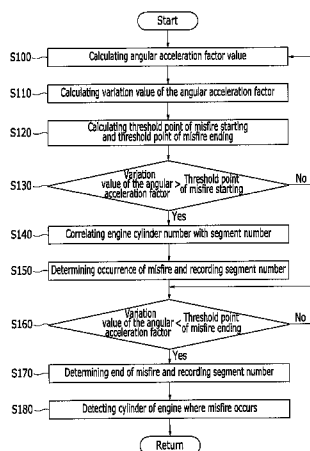 Start
S100
Calculating angular acceleration factor value
S110
Calculating variation value of the angular acceleration factor
S120
Calculating threshold point of misfire starting
and threshold point of misfire ending
S130
Variation
value of the angular
acceleration factor
>
Threshold point
of misfire starting
No
Yes
S140
Correlating engine cylinder number with segment number
S150
Determining occurrence of misfire and recording segment number
S160
Variation
value of the angular
acceleration factor
<
Threshold point
of misfire ending
No
Yes
S170
Determining end of misfire and recording segment number
S180
Detecting cylinder of engine where misfire occurs
Return